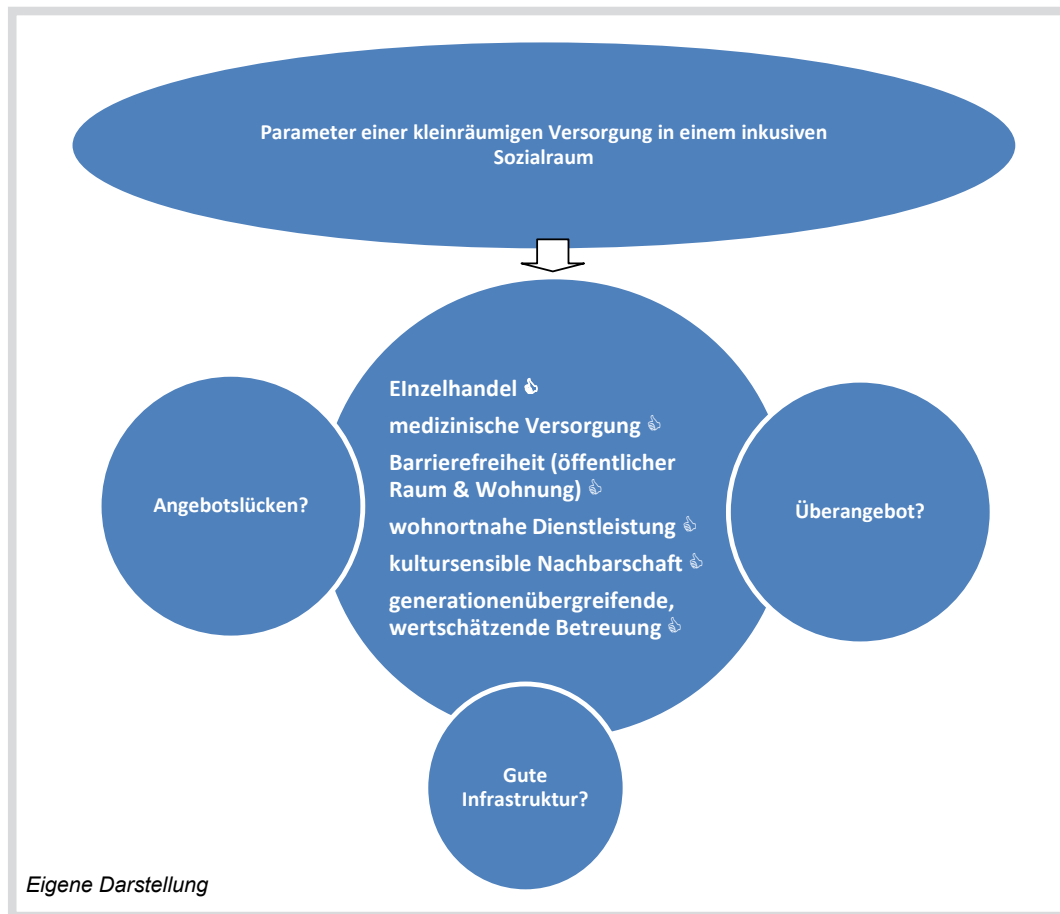 Parameter einer kleinräumigen Versorgung in einem inkusiven
Sozialraum
EInzelhandel 👍
medizinische Versorgung 👍
Barrierefreiheit (öffentlicher
Raum & Wohnung) 👍
wohnortnahe Dienstleistung 👍
kultursensible Nachbarschaft 👍
generationenübergreifende,
wertschätzende Betreuung 👍
Angebotslücken?
Überangebot?
Gute
Infrastruktur?
Eigene Darstellung